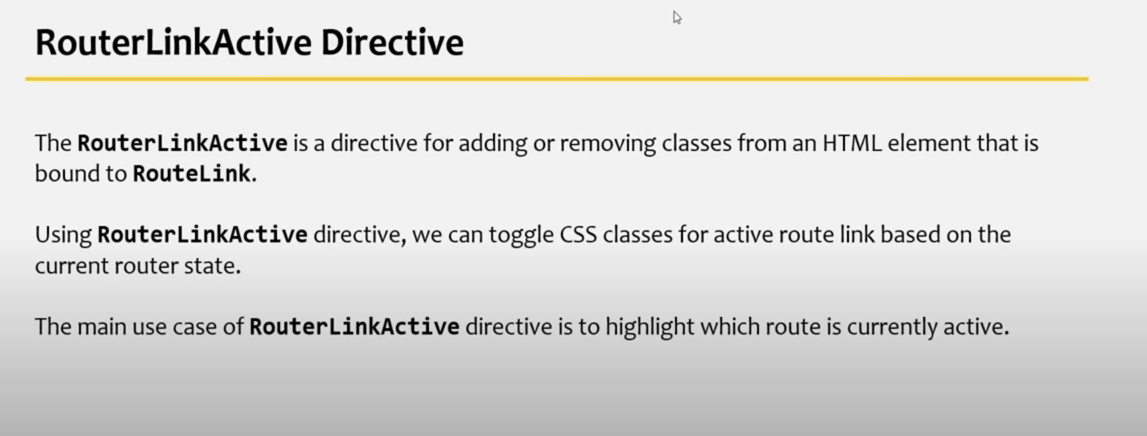 RouterLinkActive Directive
The RouterLinkActive is a directive for adding or removing classes from an HTML element that is
bound to RouteLink.
Using RouterLinkActive directive, we can toggle CSS classes for active route link based on the
current router state.
The main use case of RouterLinkActive directive is to highlight which route is currently active.